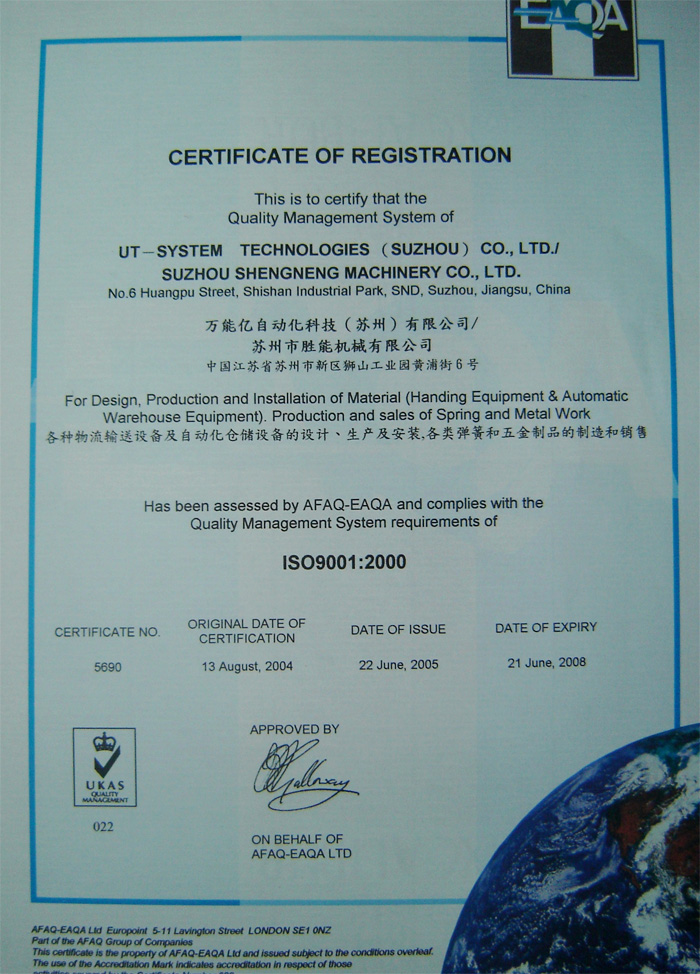 EAQA
CERTIFICATE OF REGISTRATION
This is to certify that the
Quality Management System of
UT—SYSTEM TECHNOLOGIES (SUZHOU) CO., LTD./
SUZHOU SHENGNENG MACHINERY CO., LTD.
No.6 Huangpu Street, Shishan Industrial Park, SND, Suzhou, Jiangsu, China
万能亿自动化科技（苏州）有限公司/
苏州市胜能机械有限公司
中国江苏省苏州市新区狮山工业园黄浦街6号
For Design, Production and Installation of Material (Handing Equipment & Automatic
Warehouse Equipment). Production and sales of Spring and Metal Work
各种物流输送设备及自动化仓储设备的设计、生产及安装,各类弹簧和五金制品的制造和销售
Has been assessed by AFAQ-EAQA and complies with the
Quality Management System requirements of
ISO9001:2000
CERTIFICATE NO. ORIGINAL DATE OF CERTIFICATION DATE OF ISSUE DATE OF EXPIRY
5690 13 August, 2004 22 June, 2005 21 June, 2008
APPROVED BY
UKAS
QUALITY
MANAGEMENT
022
ON BEHALF OF
AFAQ-EAQA LTD
AFAQ-EAQA Ltd Europoint 5-11 Lavington Street LONDON SE1 0NZ
Part of the AFAQ Group of Companies
This certificate is the property of AFAQ-EAQA Ltd and issued subject to the conditions overleaf.
The use of the Accreditation Mark indicates accreditation in respect of those